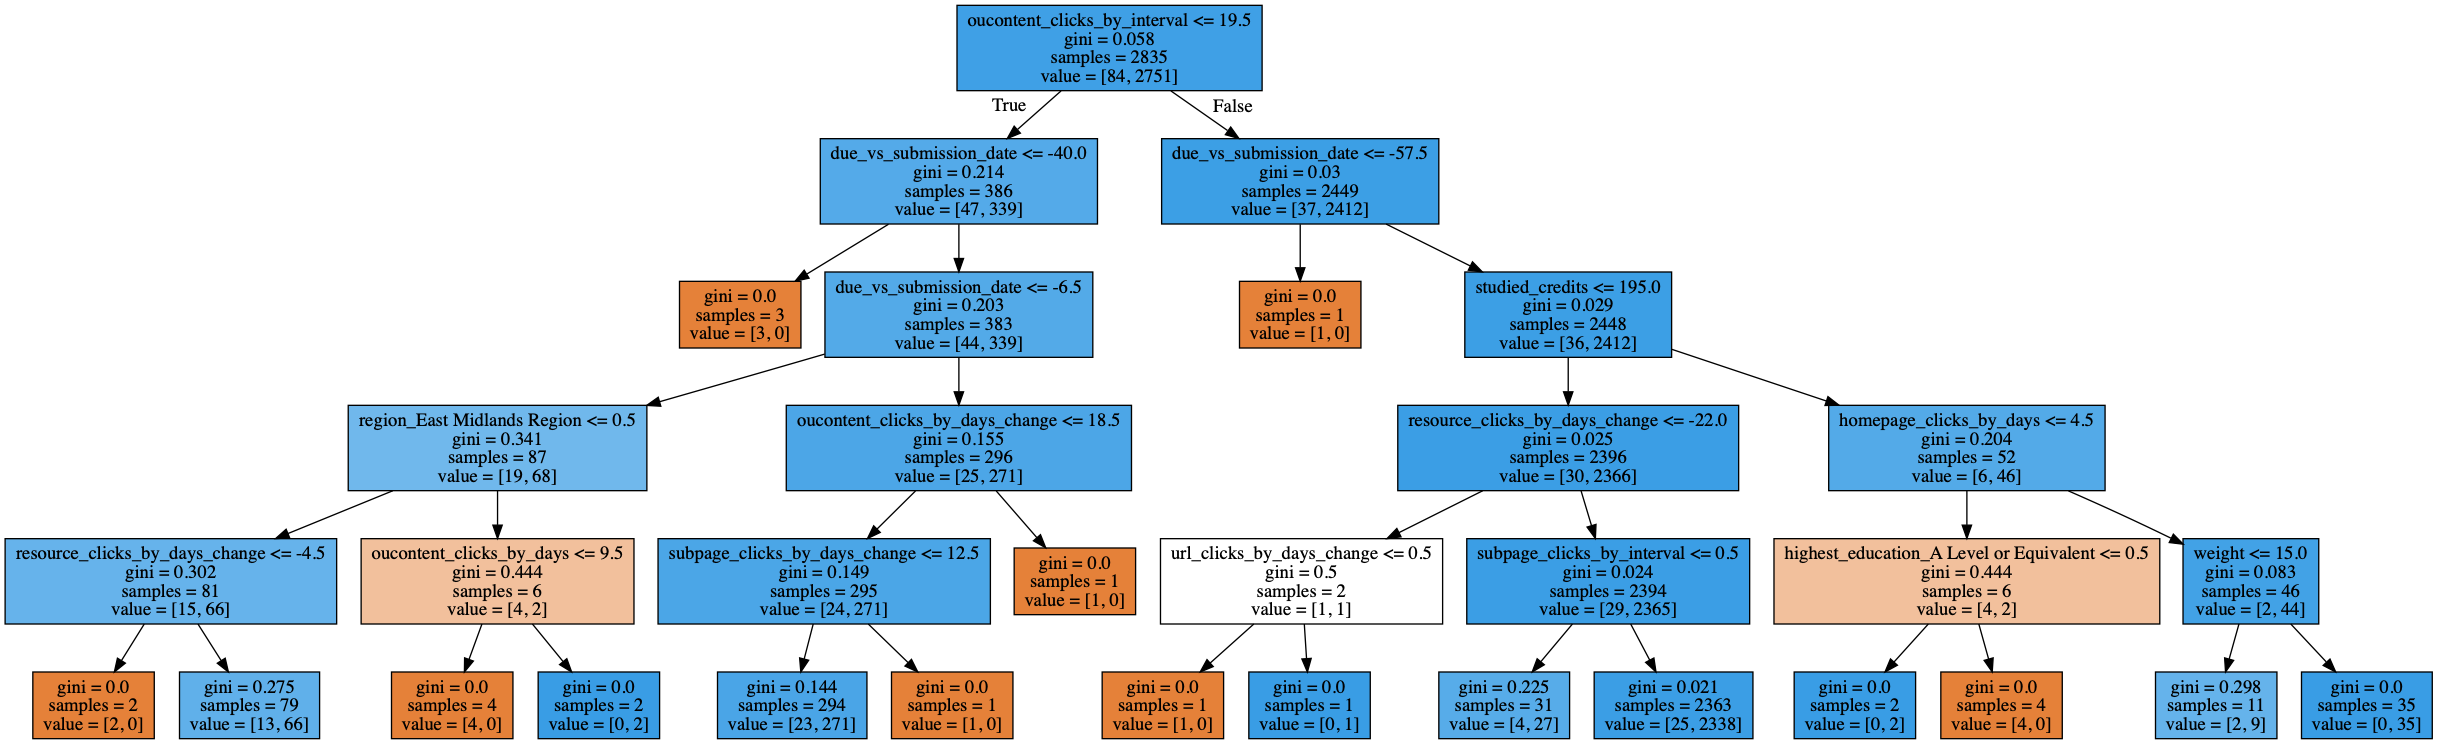 oucontent_clicks_by_interval <= 19.5
gini = 0.058
samples = 2835
value = [84, 2751]
True
False
due_vs_submission_date <= -40.0
gini = 0.214
samples = 386
value = [47, 339]
due_vs_submission_date <= -57.5
gini = 0.03
samples = 2449
value = [37, 2412]
gini = 0.0
samples = 3
value = [3, 0]
due_vs_submission_date <= -6.5
gini = 0.203
samples = 383
value = [44, 339]
gini = 0.0
samples = 1
value = [1, 0]
studied_credits <= 195.0
gini = 0.029
samples = 2448
value = [36, 2412]
region_East Midlands Region <= 0.5
gini = 0.341
samples = 87
value = [19, 68]
oucontent_clicks_by_days_change <= 18.5
gini = 0.155
samples = 296
value = [25, 271]
resource_clicks_by_days_change <= -22.0
gini = 0.025
samples = 2396
value = [30, 2366]
homepage_clicks_by_days <= 4.5
gini = 0.204
samples = 52
value = [6, 46]
resource_clicks_by_days_change <= -4.5
gini = 0.302
samples = 81
value = [15, 66]
oucontent_clicks_by_days <= 9.5
gini = 0.444
samples = 6
value = [4, 2]
subpage_clicks_by_days_change <= 12.5
gini = 0.149
samples = 295
value = [24, 271]
gini = 0.0
samples = 1
value = [1, 0]
url_clicks_by_days_change <= 0.5
gini = 0.5
samples = 2
value = [1, 1]
subpage_clicks_by_interval <= 0.5
gini = 0.024
samples = 2394
value = [29, 2365]
highest_education_A Level or Equivalent <= 0.5
gini = 0.444
samples = 6
value = [4, 2]
weight <= 15.0
gini = 0.083
samples = 46
value = [2, 44]
gini = 0.0
samples = 2
value = [2, 0]
gini = 0.275
samples = 79
value = [13, 66]
gini = 0.0
samples = 4
value = [4, 0]
gini = 0.0
samples = 2
value = [0, 2]
gini = 0.144
samples = 294
value = [23, 271]
gini = 0.0
samples = 1
value = [1, 0]
gini = 0.0
samples = 1
value = [1, 0]
gini = 0.0
samples = 1
value = [0, 1]
gini = 0.225
samples = 31
value = [4, 27]
gini = 0.021
samples = 2363
value = [25, 2338]
gini = 0.0
samples = 2
value = [0, 2]
gini = 0.0
samples = 4
value = [4, 0]
gini = 0.298
samples = 11
value = [2, 9]
gini = 0.0
samples = 35
value = [0, 35]